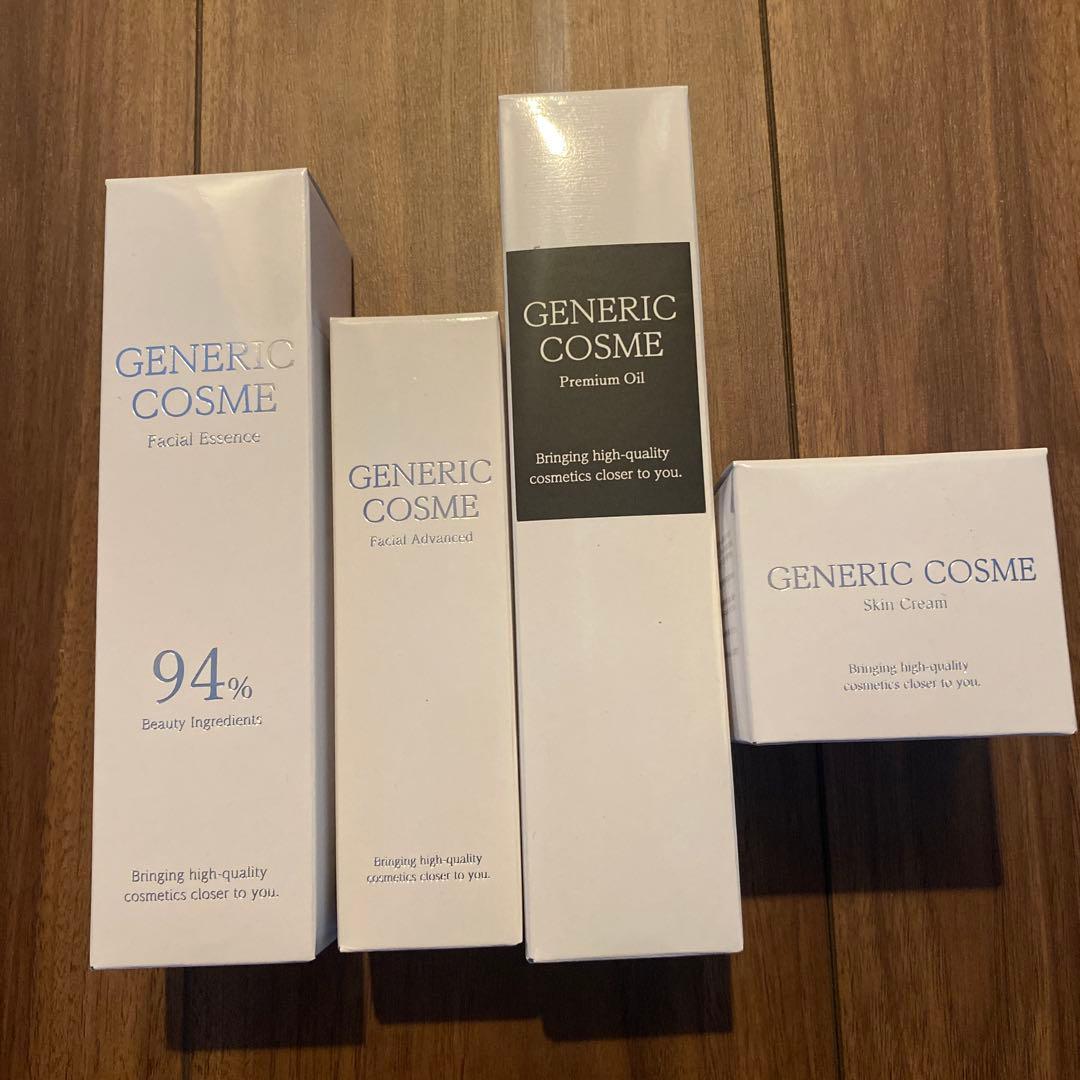 GENERIC
COSME
Facial Essence
94%
Beauty Ingredients
Bringing high-quality
cosmetics closer to you.
GENERIC
COSME
Facial Advanced
Bringing high-quality
cosmetics closer to you.
GENERIC
COSME
Premium Oil
Bringing high-quality
cosmetics closer to you.
GENERIC COSME
Skin Cream
Bringing high-quality
cosmetics closer to you.